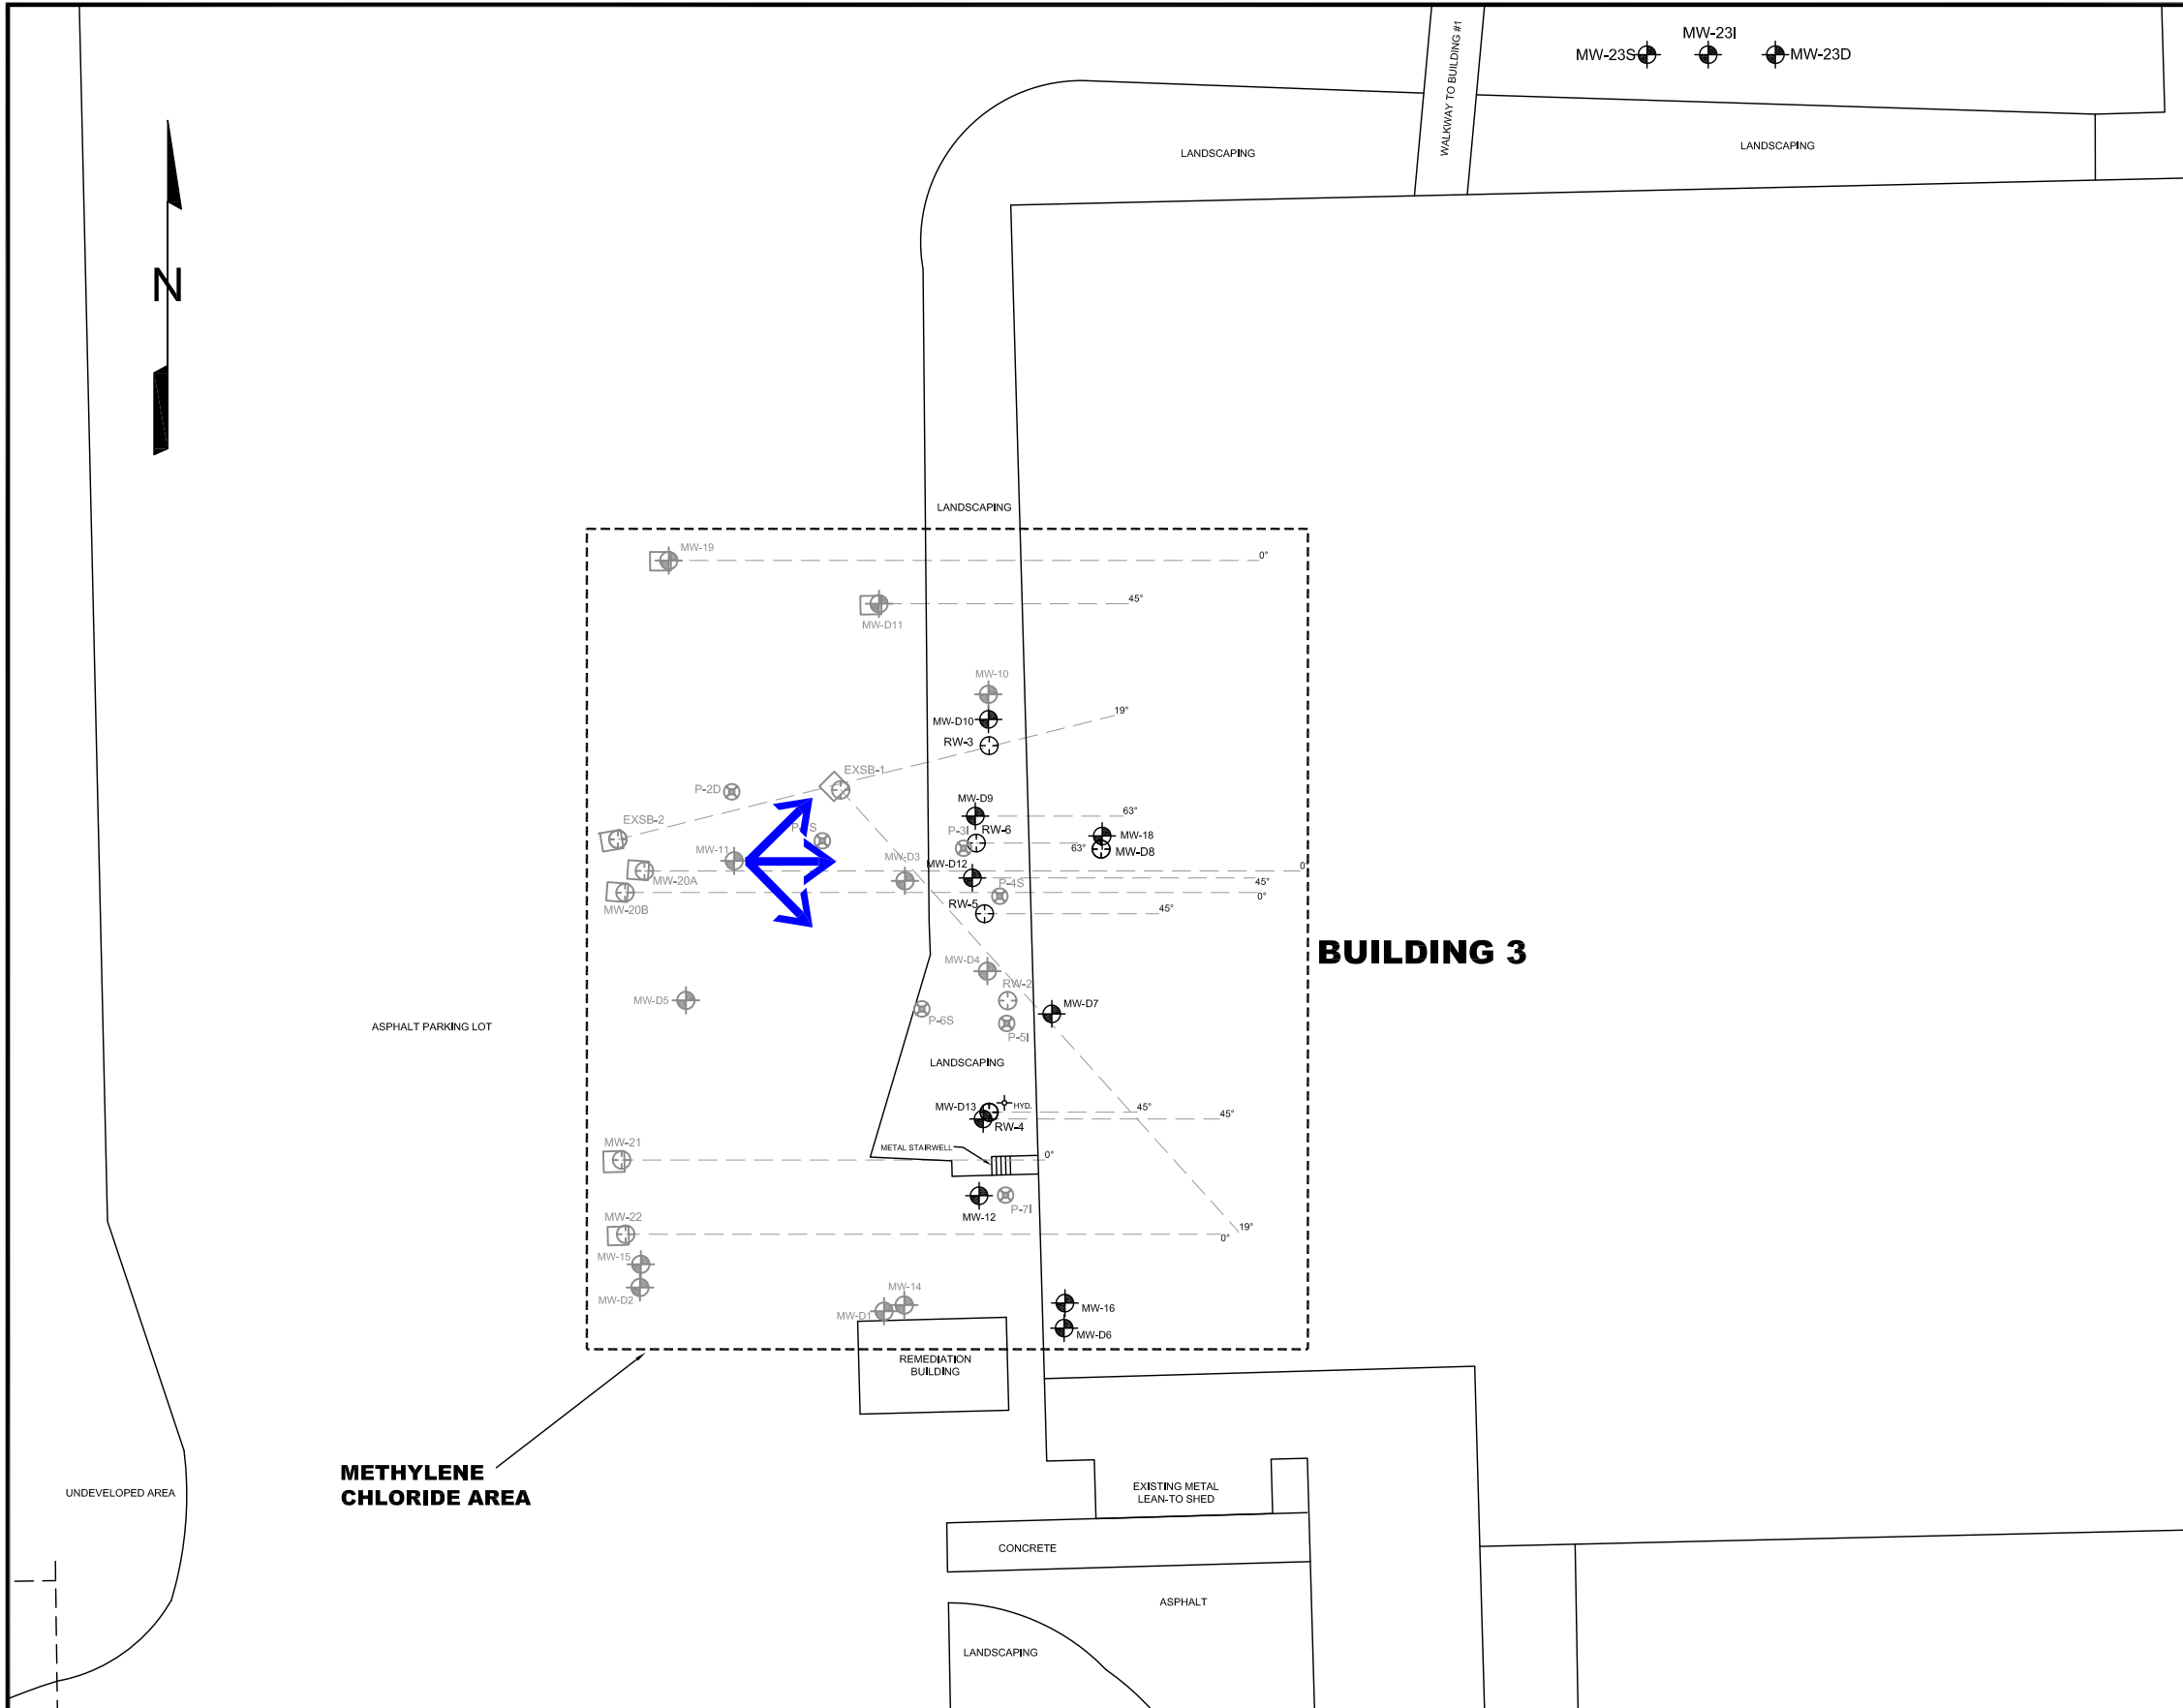 WALKWAY TO BUILDING #1
MW-23S
MW-23I
MW-23D
LANDSCAPING
LANDSCAPING
N
LANDSCAPING
MW-19
0°
45°
MW-D11
MW-10
19°
MW-D10
RW-3
EXSB-1
P-2D
MW-D9
63°
EXSB-2
P-3I
RW-6
MW-18
MW-11
MW-D3
63°
MW-D8
MW-D12
0°
MW-20A
45°
P-4S
0°
MW-20B
RW-5
45°
BUILDING 3
MW-D4
RW-2
MW-D5
MW-D7
P-6S
ASPHALT PARKING LOT
P-5I
LANDSCAPING
MW-D13
HYD.
45°
45°
RW-4
MW-21
METAL STAIRWELL
0°
P-7I
MW-12
MW-22
19°
0°
MW-15
MW-14
MW-D2
MW-D1
MW-16
MW-D6
REMEDIATION
BUILDING
METHYLENE
CHLORIDE AREA
UNDEVELOPED AREA
EXISTING METAL
LEAN-TO SHED
CONCRETE
ASPHALT
LANDSCAPING